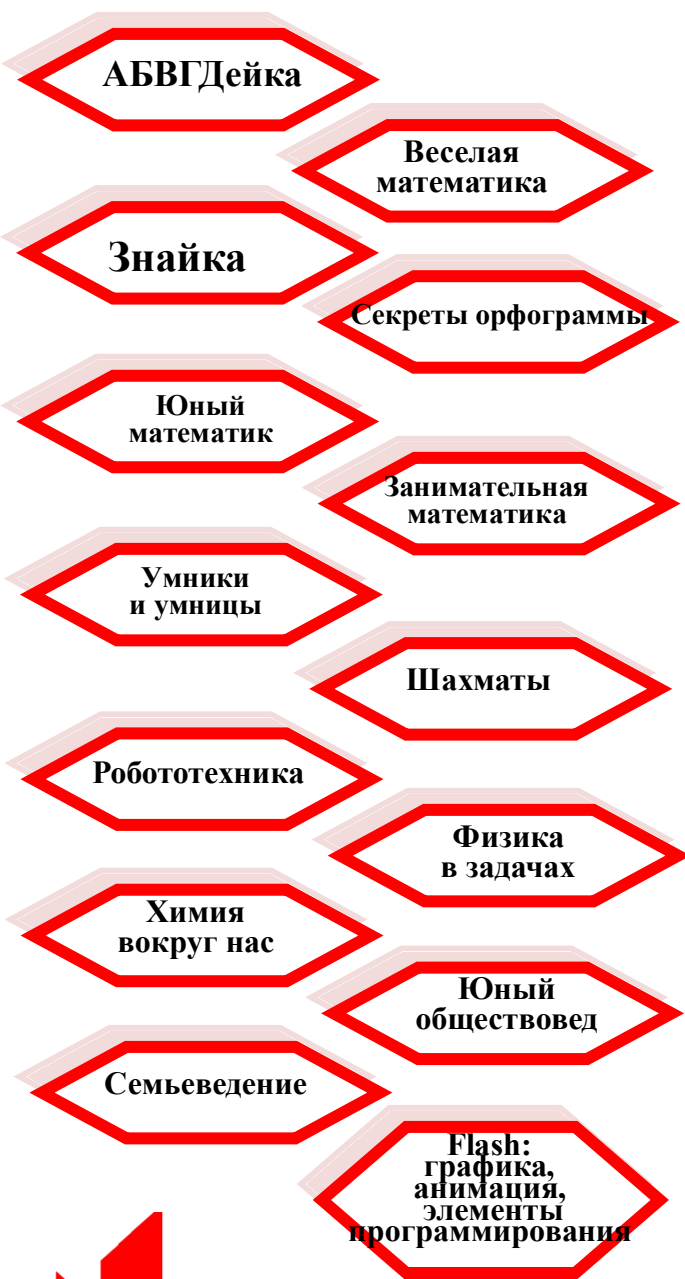 АБВГДейка
Веселая
математика
Знайка
Секреты орфограммы
Юный
математик
Занимательная
математика
Умники
и умницы
Шахматы
Робототехника
Физика
в задачах
Химия
вокруг нас
Юный
обществовед
Семьеведение
Flash:
графика,
анимация,
элементы
программирования